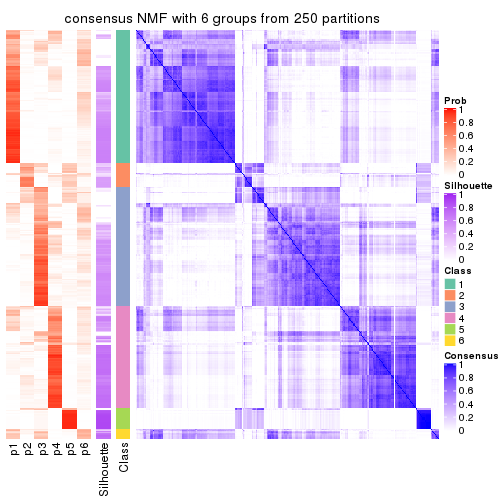 consensus NMF with 6 groups from 250 partitions
Prob
1
0.8
0.6
0.4
0.2
0
Silhouette
1
0.8
0.6
0.4
0.2
0
Class
1
2
3
4
5
6
Consensus
1
0.8
0.6
0.4
0.2
0
p1
p2
p3
p4
p5
p6
Silhouette
Class